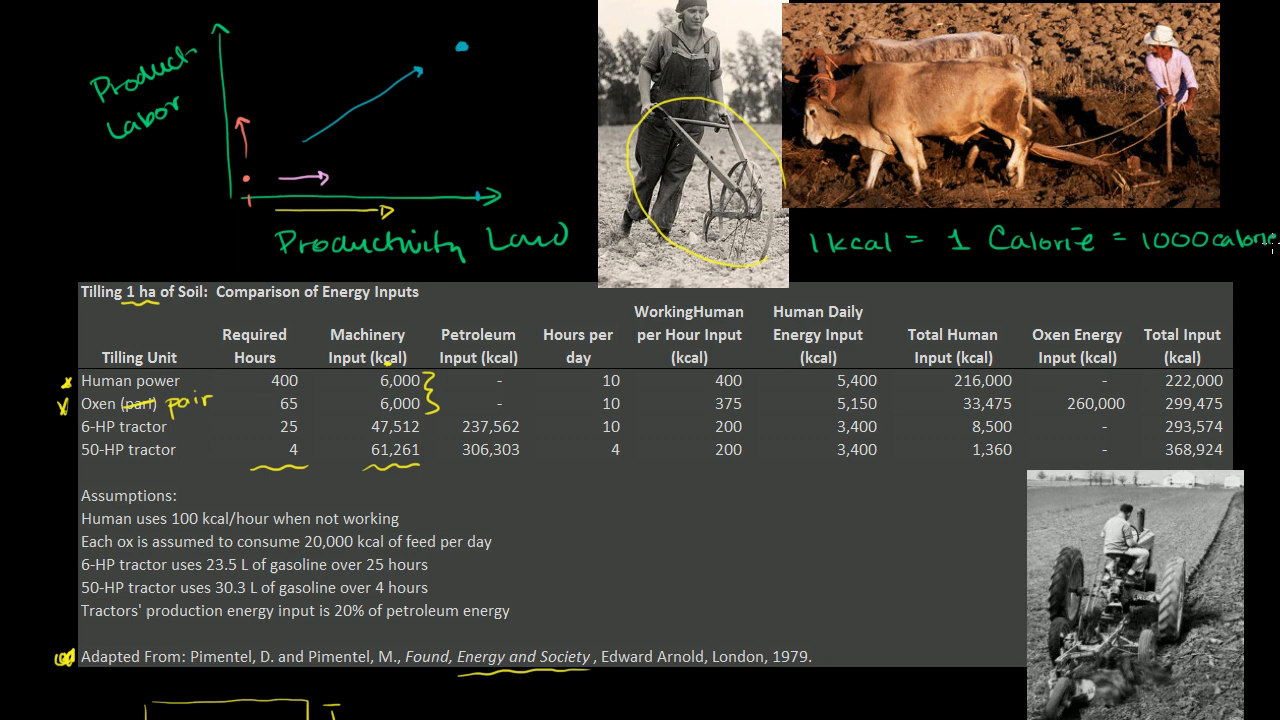 Product
Labor
Productivity Land
1 kcal = 1 Calorie = 1000 calorie
Tilling 1 ha of Soil: Comparison of Energy Inputs
Tilling Unit Required Hours Machinery Input (kcal) Petroleum Input (kcal) Hours per day WorkingHuman per Hour Input (kcal) Human Daily Energy Input (kcal) Total Human Input (kcal) Oxen Energy Input (kcal) Total Input (kcal)
Human power 400 6,000 - 10 400 5,400 216,000 - 222,000
Oxen (pari) pair 65 6,000 - 10 375 5,150 33,475 260,000 299,475
6-HP tractor 25 47,512 237,562 10 200 3,400 8,500 - 293,574
50-HP tractor 4 61,261 306,303 4 200 3,400 1,360 - 368,924
Assumptions:
Human uses 100 kcal/hour when not working
Each ox is assumed to consume 20,000 kcal of feed per day
6-HP tractor uses 23.5 L of gasoline over 25 hours
50-HP tractor uses 30.3 L of gasoline over 4 hours
Tractors' production energy input is 20% of petroleum energy
Adapted From: Pimentel, D. and Pimentel, M., Found, Energy and Society , Edward Arnold, London, 1979.